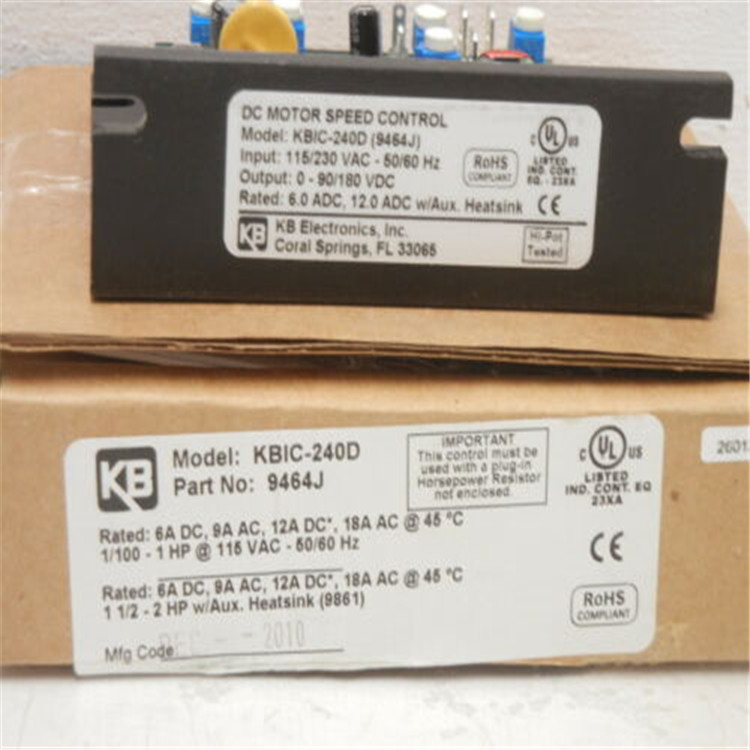 DC MOTOR SPEED CONTROL
Model: KBIC-240D (9464J)
Input: 115/230 VAC - 50/60 Hz
Output: 0 - 90/180 VDC
Rated: 6.0 ADC, 12.0 ADC w/Aux. Heatsink CE
RoHS
COMPLIANT
C UL US
LISTED
IND. CONT.
EQ. - 23XA
KB
KB Electronics, Inc.
Coral Springs, FL 33065
Hi-Pot
Tested
KB
Model: KBIC-240D
Part No: 9464J
IMPORTANT
This control must be
used with a plug-in
Horsepower Resistor
not enclosed.
C UL US
LISTED
IND. CONT. EQ
23XA
Rated: 6A DC, 9A AC, 12A DC*, 18A AC @ 45 °C
1/100 - 1 HP @ 115 VAC - 50/60 Hz
CE
Rated: 6A DC, 9A AC, 12A DC*, 18A AC @ 45 °C
1 1/2 - 2 HP w/Aux. Heatsink (9861)
RoHS
COMPLIANT
Mfg Code DEC - - 2010